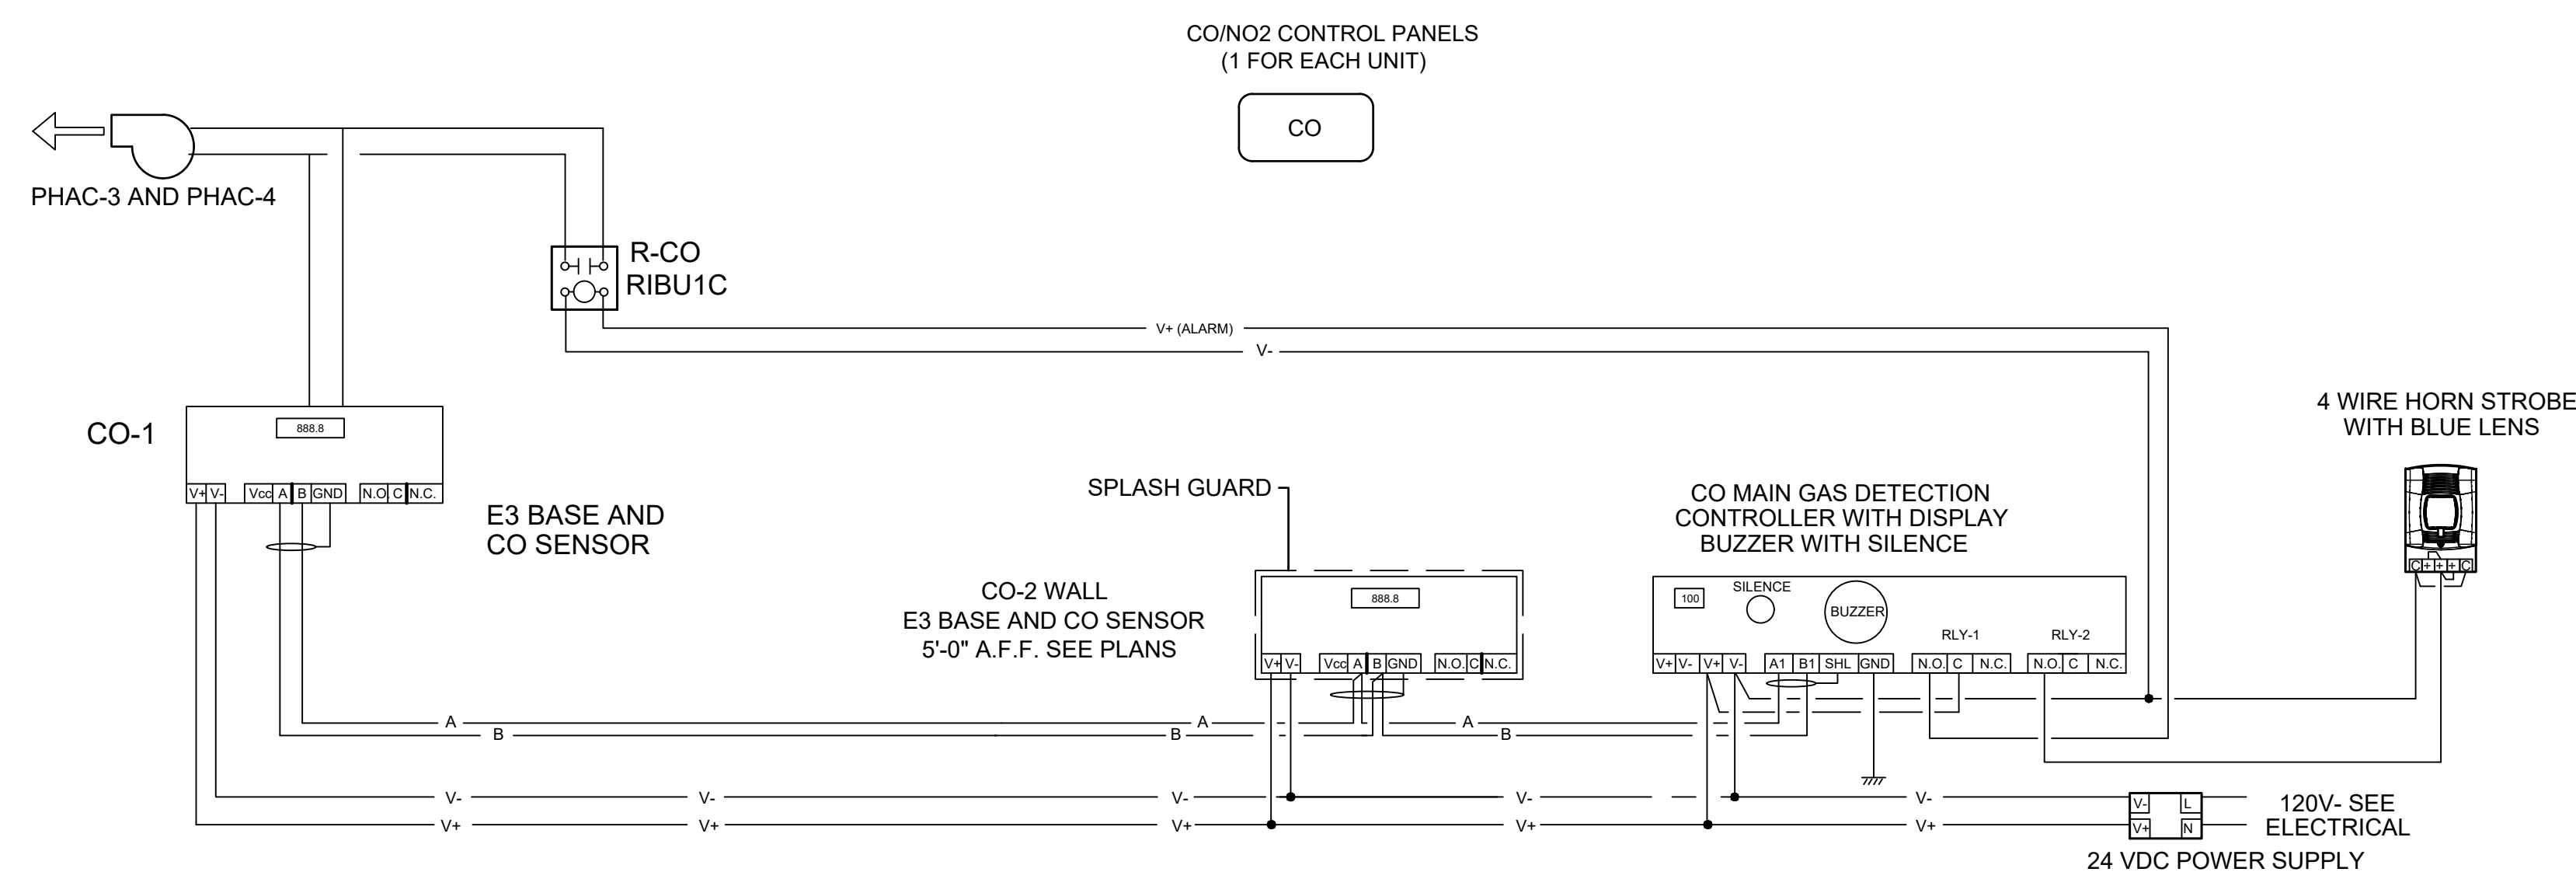 CO/NO2 CONTROL PANELS
(1 FOR EACH UNIT)
CO
PHAC-3 AND PHAC-4
R-CO
RIBU1C
V+ (ALARM)
V-
CO-1
888.8
V+ V- Vcc A B GND N.O C N.C.
E3 BASE AND
CO SENSOR
SPLASH GUARD
CO-2 WALL
E3 BASE AND CO SENSOR
5'-0" A.F.F. SEE PLANS
888.8
V+ V- Vcc A B GND N.O. C N.C.
CO MAIN GAS DETECTION
CONTROLLER WITH DISPLAY
BUZZER WITH SILENCE
100
SILENCE
BUZZER
RLY-1
RLY-2
V+ V- V+ V- A1 B1 SHL GND N.O. C N.C. N.O. C N.C.
4 WIRE HORN STROBE
WITH BLUE LENS
C + + + C
A A A
B B B
V- V- V- V- V-
V+ V+ V+ V+ V+
V- L
V+ N
120V- SEE
ELECTRICAL
24 VDC POWER SUPPLY